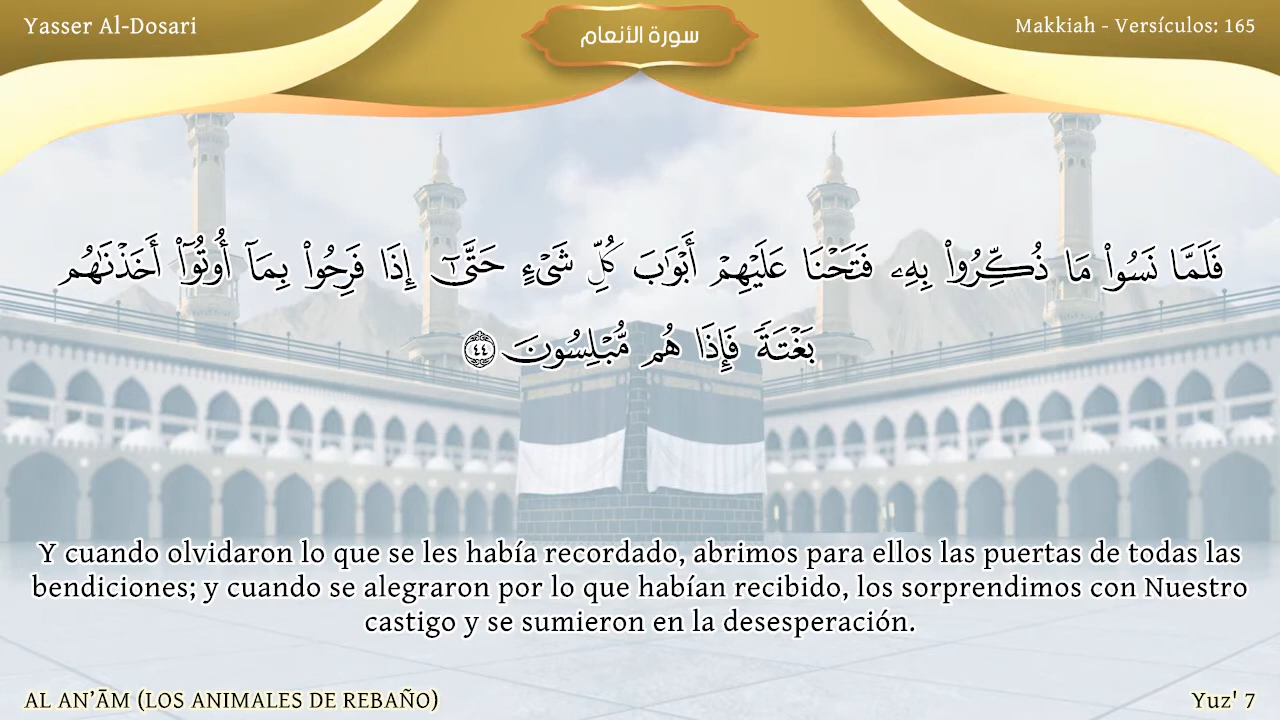 Yasser Al-Dosari
سورة الأنعام
Makkiah - Versículos: 165
فَلَمَّا نَسُوا۟ مَا ذُكِّرُوا۟ بِهِۦ فَتَحْنَا عَلَيْهِمْ أَبْوَٰبَ كُلِّ شَىْءٍ حَتَّىٰٓ إِذَا فَرِحُوا۟ بِمَآ أُوتُوٓا۟ أَخَذْنَٰهُم
بَغْتَةً فَإِذَا هُم مُّبْلِسُونَ ٤٤
Y cuando olvidaron lo que se les había recordado, abrimos para ellos las puertas de todas las
bendiciones; y cuando se alegraron por lo que habían recibido, los sorprendimos con Nuestro
castigo y se sumieron en la desesperación.
AL AN’ĀM (LOS ANIMALES DE REBAÑO)
Yuz' 7